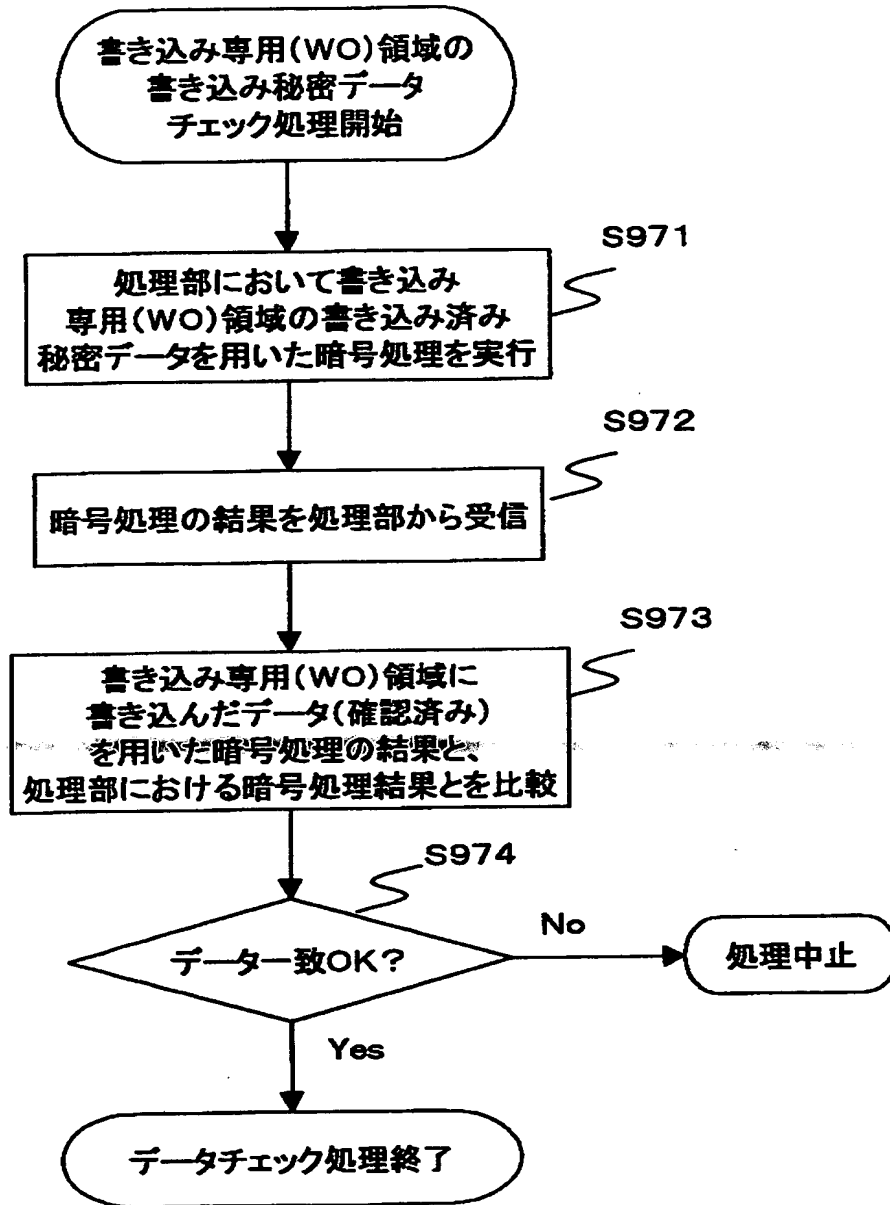 書き込み専用(WO)領域の
書き込み秘密データ
チェック処理開始
S971
処理部において書き込み
専用(WO)領域の書き込み済み
秘密データを用いた暗号処理を実行
S972
暗号処理の結果を処理部から受信
S973
書き込み専用(WO)領域に
書き込んだデータ(確認済み)
を用いた暗号処理の結果と、
処理部における暗号処理結果とを比較
S974
データ一致OK?
No
処理中止
Yes
データチェック処理終了